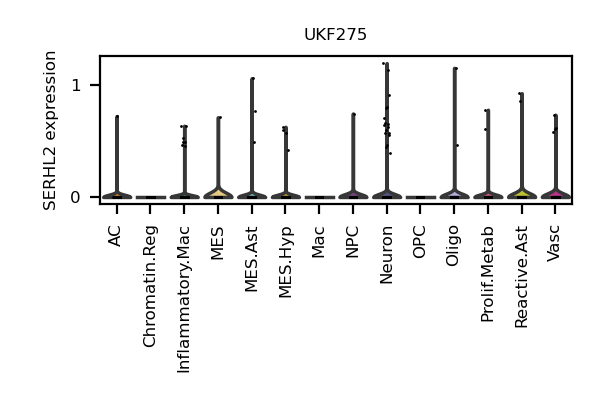 UKF275
SERHL2 expression
1
0
AC
Chromatin.Reg
Inflammatory.Mac
MES
MES.Ast
MES.Hyp
Mac
NPC
Neuron
OPC
Oligo
Prolif.Metab
Reactive.Ast
Vasc